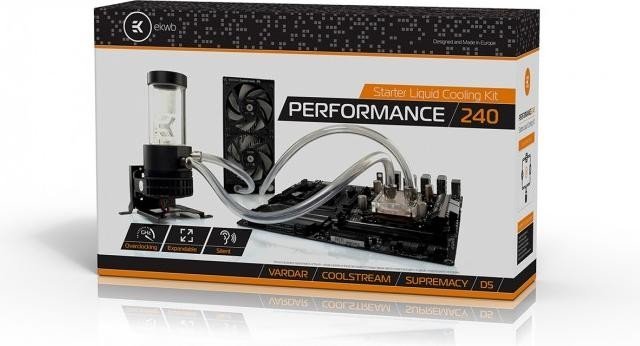 ekwb
Designed and Made in Europe
Starter Liquid Cooling Kit
PERFORMANCE / 240
GHz
Overclocking
Expandable
Silent
VARDAR / COOLSTREAM / SUPREMACY / D5